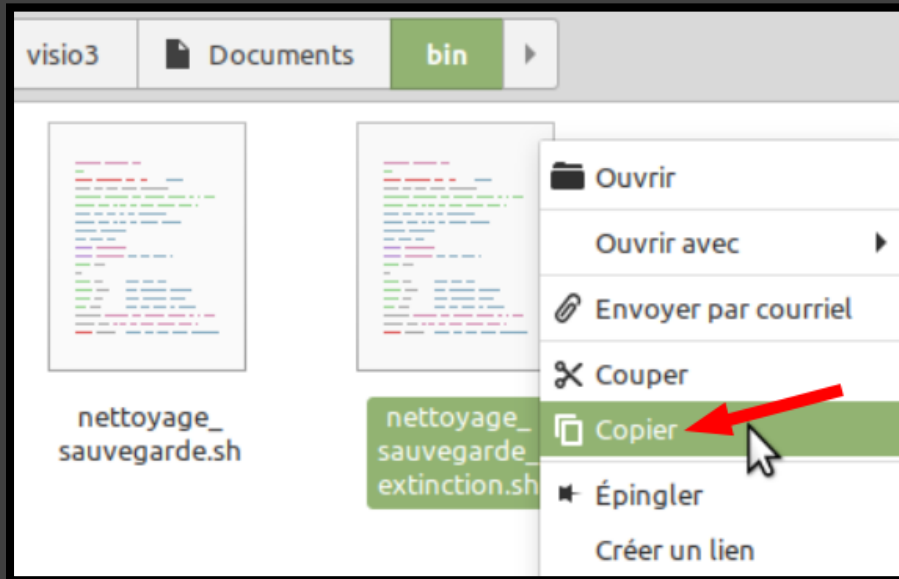 visio3 Documents bin
nettoyage_
sauvegarde.sh
nettoyage_
sauvegarde_
extinction.sh
Ouvrir
Ouvrir avec
Envoyer par courriel
Couper
Copier
Épingler
Créer un lien